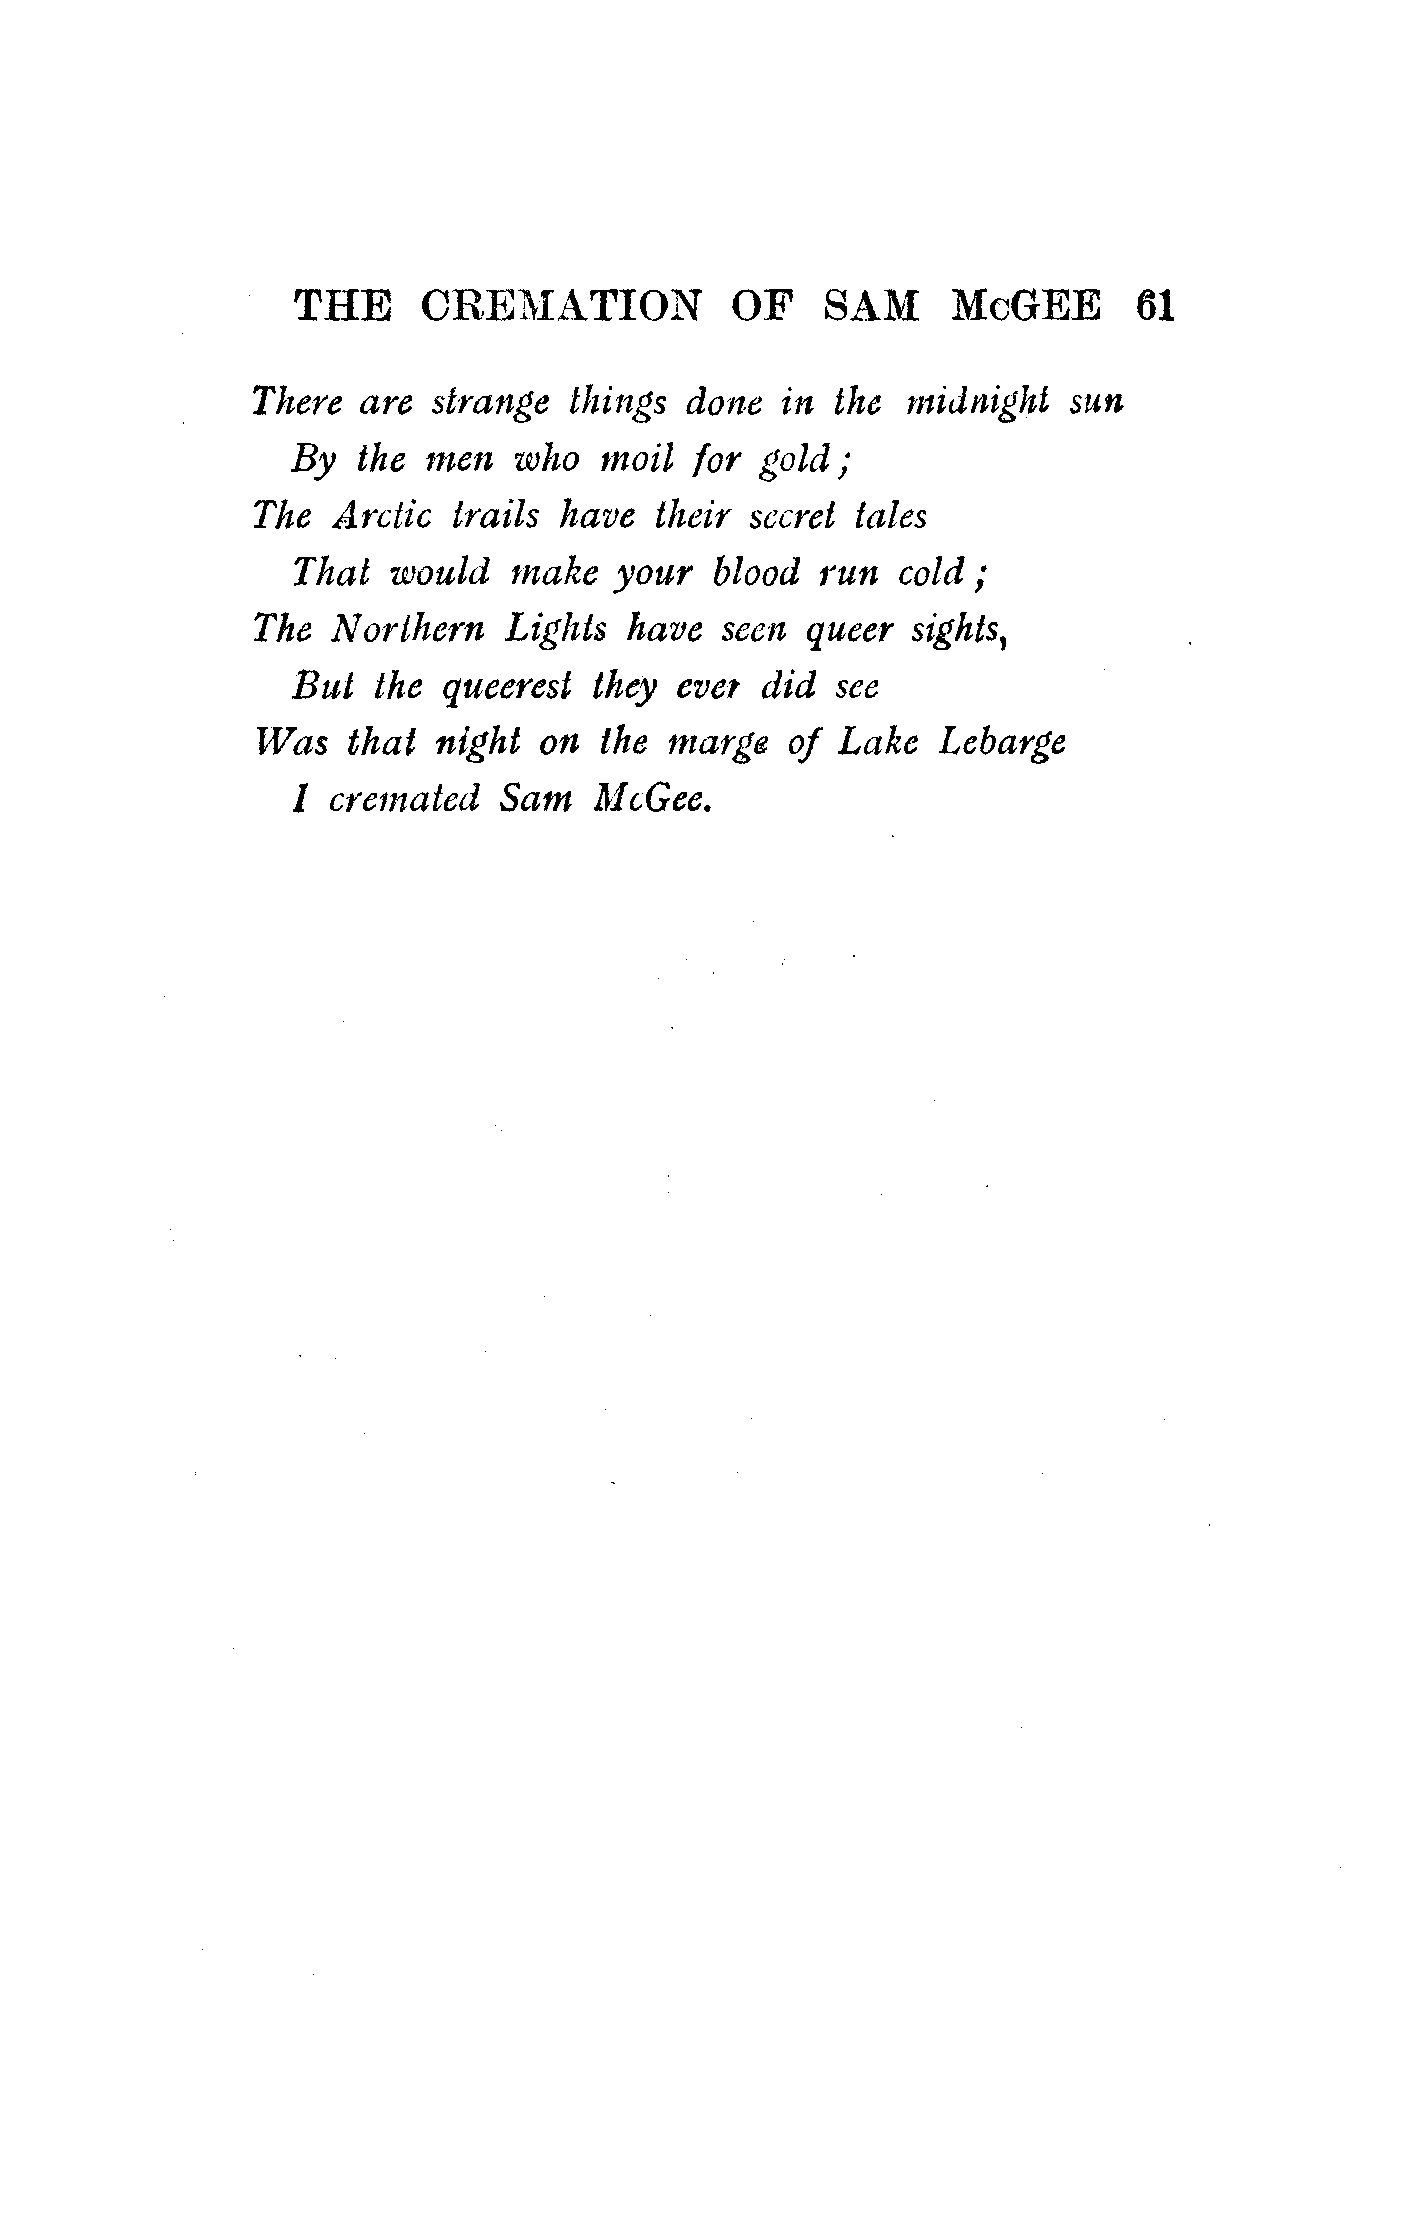 THE CREMATION OF SAM McGEE 61
There are strange things done in the midnight sun
By the men who moil for gold;
The Arctic trails have their secret tales
That would make your blood run cold;
The Northern Lights have seen queer sights,
But the queerest they ever did see
Was that night on the marge of Lake Lebarge
I cremated Sam McGee.